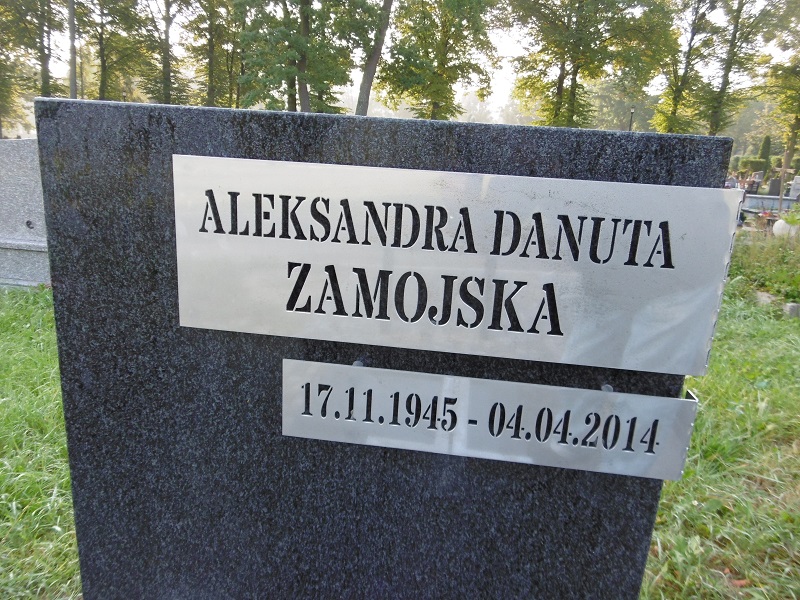 ALEKSANDRA DANUTA
ZAMOJSKA
17.11.1945 - 04.04.2014